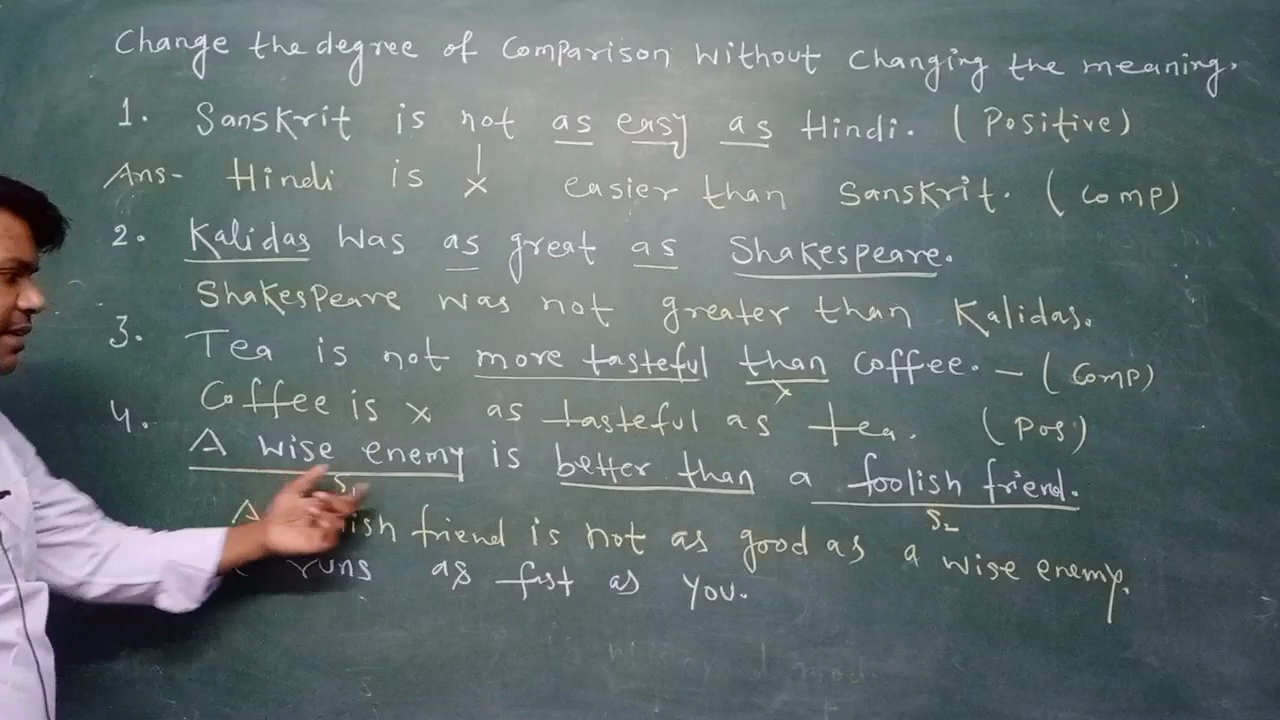 Change the degree of Comparison Without Changing the meaning.
1. Sanskrit is not as easy as Hindi. (Positive)
Ans- Hindi is x easier than Sanskrit. (Comp)
2. Kalidas Was as great as Shakespeare.
Shakespeare was not greater than Kalidas.
3. Tea is not more tasteful than Coffee. - (Comp)
x
Coffee is x as tasteful as tea. (Pos)
4. A wise enemy is better than a foolish friend.
S2
A friend is not as good as a wise enemy.
runs as fast as you.